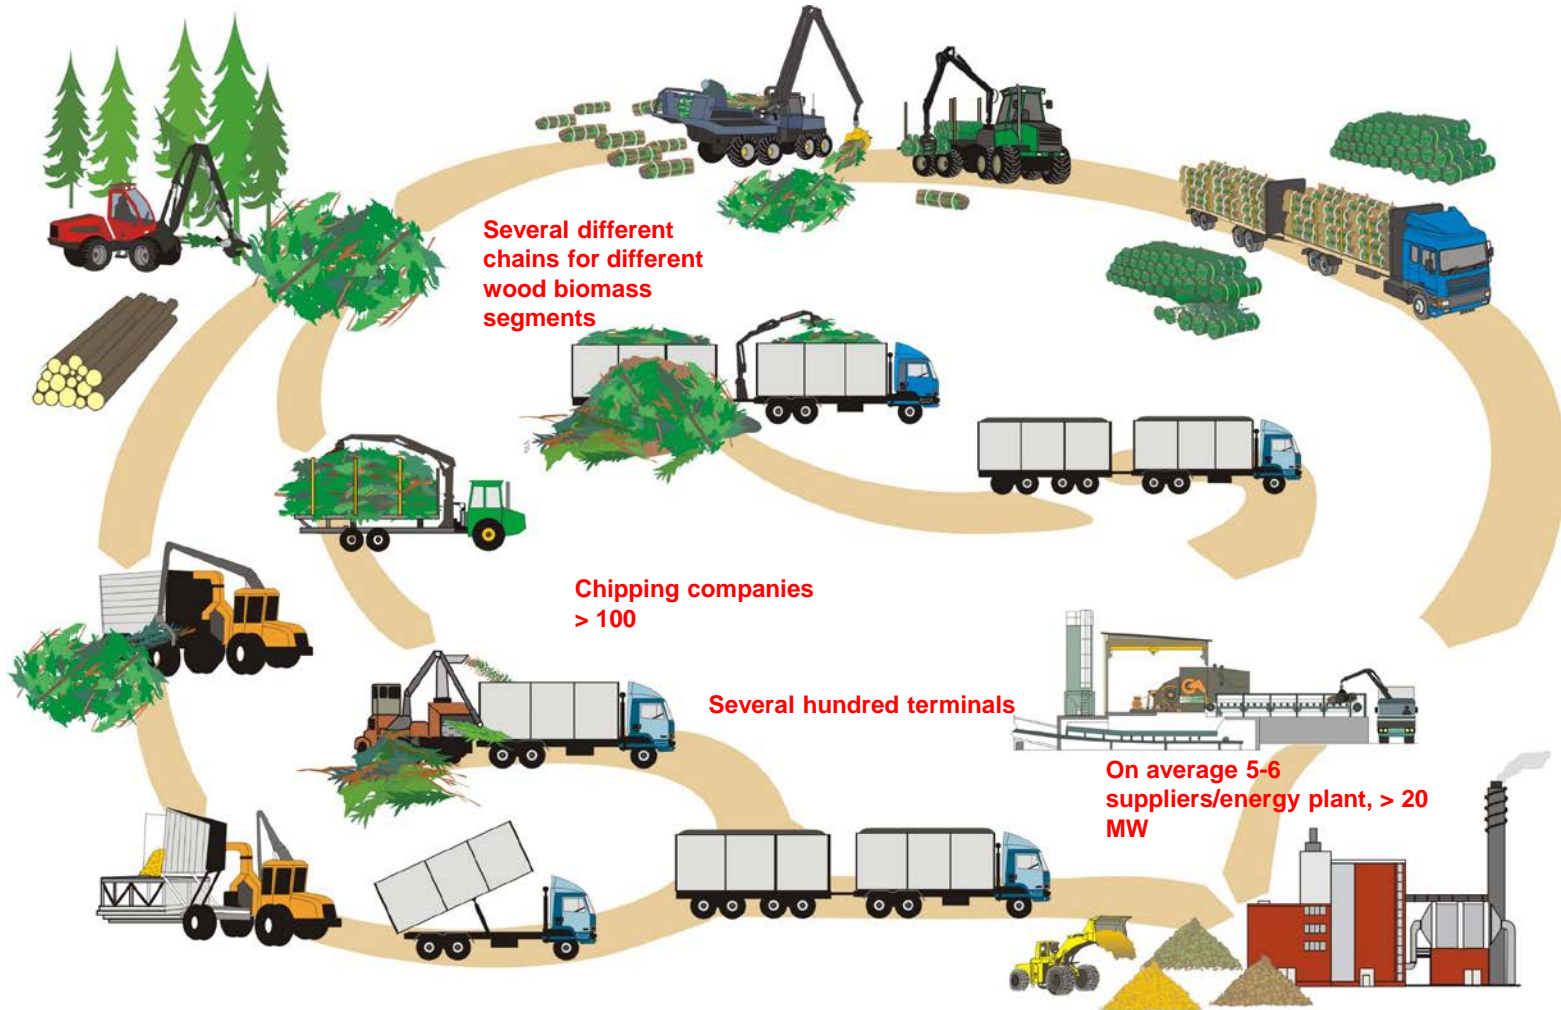 Several different
chains for different
wood biomass
segments
Chipping companies
> 100
Several hundred terminals
On average 5-6
suppliers/energy plant, > 20
MW